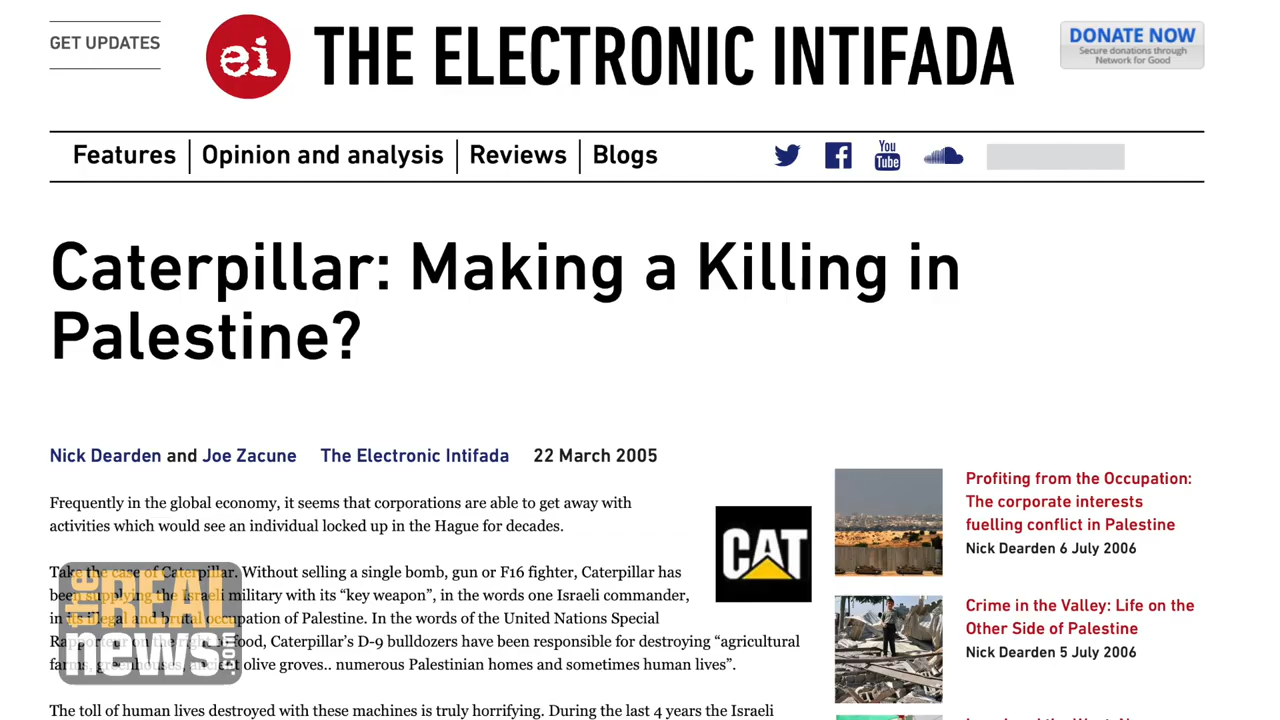 GET UPDATES
ei THE ELECTRONIC INTIFADA
DONATE NOW
Secure donations through
Network for Good
Features
Opinion and analysis
Reviews
Blogs
You
Tube
Caterpillar: Making a Killing in
Palestine?
Nick Dearden and Joe Zacune The Electronic Intifada 22 March 2005
Frequently in the global economy, it seems that corporations are able to get away with
activities which would see an individual locked up in the Hague for decades.
CAT
Take the case of Caterpillar. Without selling a single bomb, gun or F16 fighter, Caterpillar has
been supplying the Israeli military with its “key weapon”, in the words one Israeli commander,
in its illegal and brutal occupation of Palestine. In the words of the United Nations Special
Rapporteur on the right to food, Caterpillar’s D-9 bulldozers have been responsible for destroying “agricultural
farms, greenhouses, ancient olive groves.. numerous Palestinian homes and sometimes human lives”.
The toll of human lives destroyed with these machines is truly horrifying. During the last 4 years the Israeli
Profiting from the Occupation:
The corporate interests
fuelling conflict in Palestine
Nick Dearden 6 July 2006
Crime in the Valley: Life on the
Other Side of Palestine
Nick Dearden 5 July 2006
the REAL
news.com